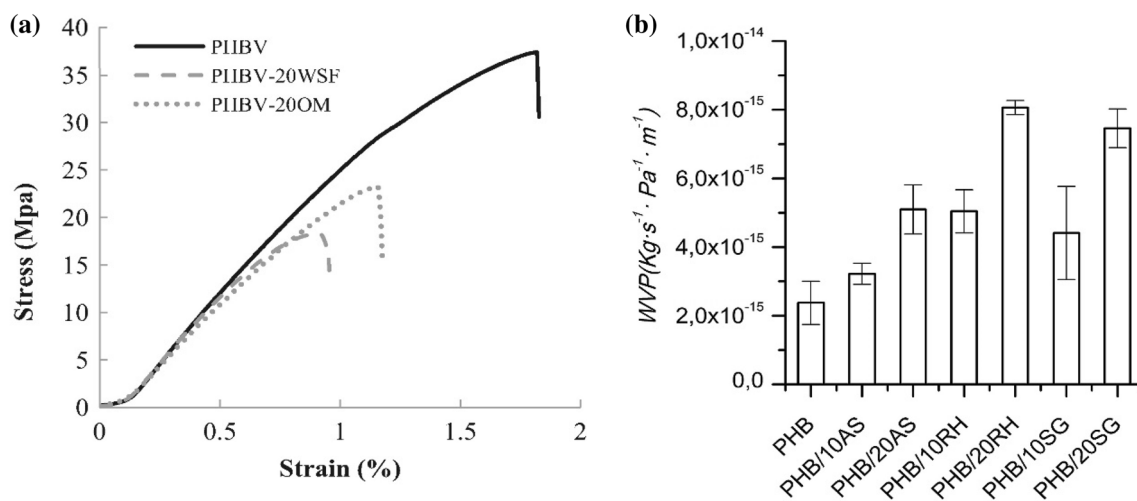 (a)
PHBV
PHBV-20WSF
PHBV-20OM
40
35
30
25
20
15
10
5
0
Stress (Mpa)
0
0.5
1
1.5
2
Strain (%)
(b)
1,0x10⁻¹⁴
8,0x10⁻¹⁵
6,0x10⁻¹⁵
4,0x10⁻¹⁵
2,0x10⁻¹⁵
0,0
WVP(Kg·s⁻¹· Pa⁻¹· m⁻¹)
PHB
PHB/10AS
PHB/20AS
PHB/10RH
PHB/20RH
PHB/10SG
PHB/20SG